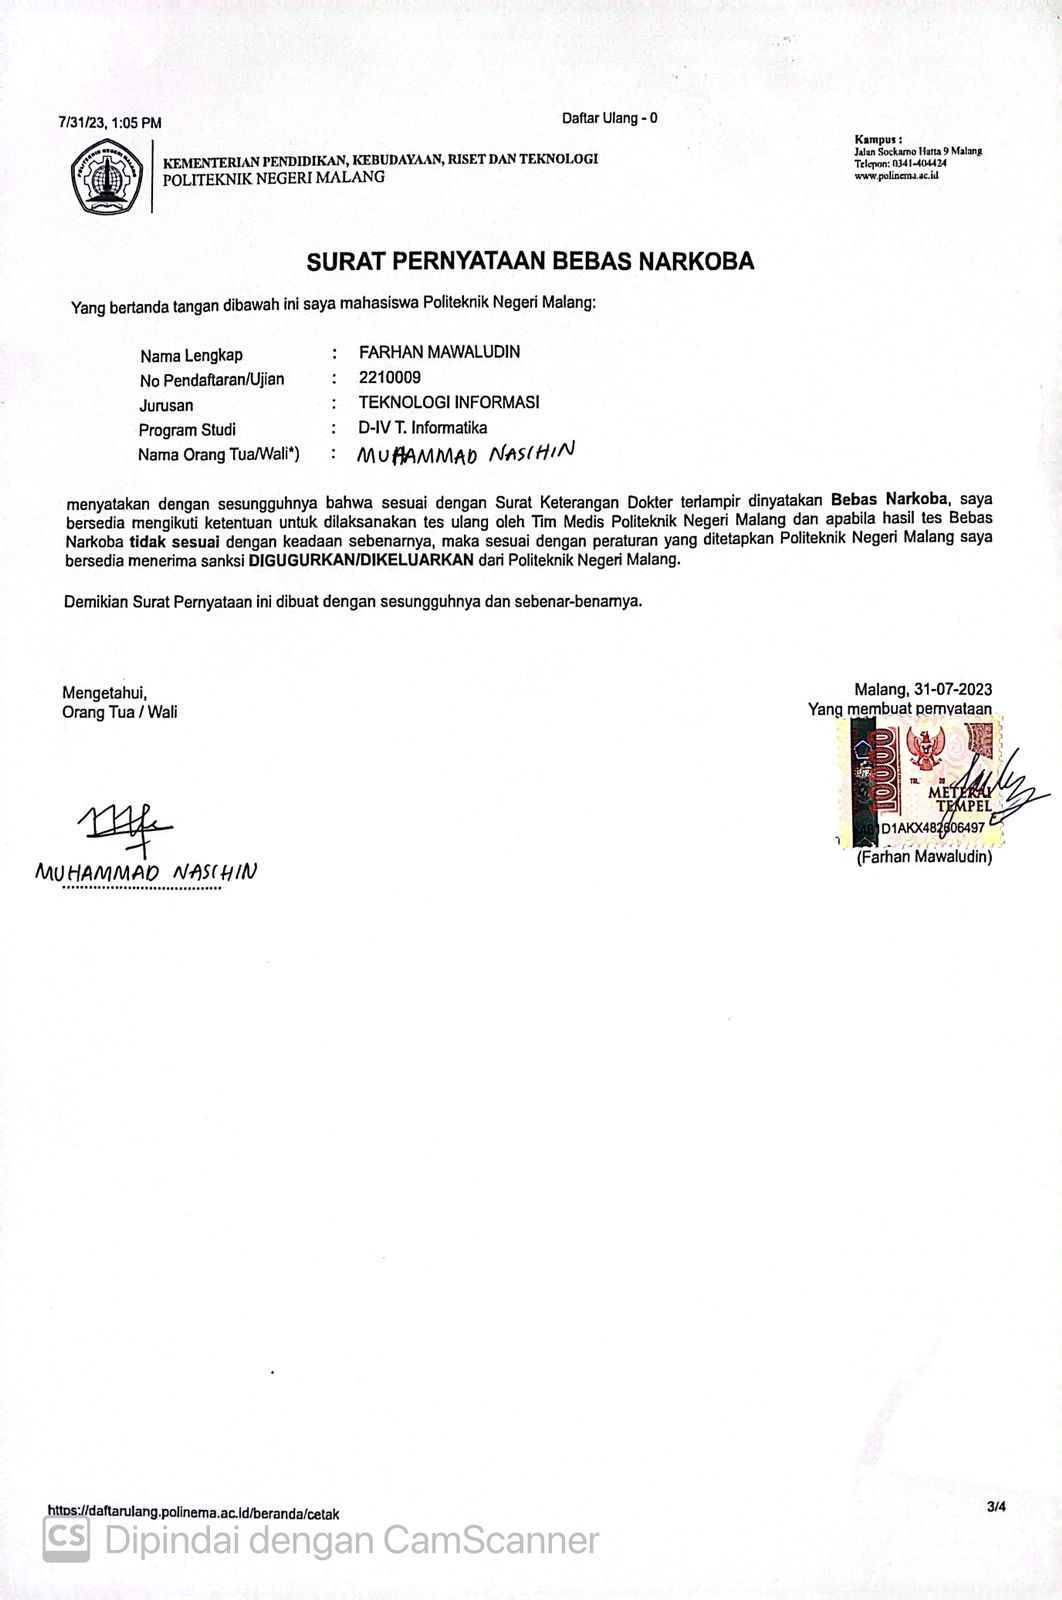 7/31/23, 1:05 PM
Daftar Ulang - 0
KEMENTERIAN PENDIDIKAN, KEBUDAYAAN, RISET DAN TEKNOLOGI
POLITEKNIK NEGERI MALANG
Kampus :
Jalan Soekarno Hatta 9 Malang
Telepon: 0341-404424
www.polinema.ac.id
POLITEKNIK NEGERI MALANG
SURAT PERNYATAAN BEBAS NARKOBA
Yang bertanda tangan dibawah ini saya mahasiswa Politeknik Negeri Malang:
Nama Lengkap : FARHAN MAWALUDIN
No Pendaftaran/Ujian : 2210009
Jurusan : TEKNOLOGI INFORMASI
Program Studi : D-IV T. Informatika
Nama Orang Tua/Wali*) : MUHAMMAD NASCHIN
menyatakan dengan sesungguhnya bahwa sesuai dengan Surat Keterangan Dokter terlampir dinyatakan Bebas Narkoba, saya
bersedia mengikuti ketentuan untuk dilaksanakan tes ulang oleh Tim Medis Politeknik Negeri Malang dan apabila hasil tes Bebas
Narkoba tidak sesuai dengan keadaan sebenarnya, maka sesuai dengan peraturan yang ditetapkan Politeknik Negeri Malang saya
bersedia menerima sanksi DIGUGURKAN/DIKELUARKAN dari Politeknik Negeri Malang.
Demikian Surat Pernyataan ini dibuat dengan sesungguhnya dan sebenar-benarnya.
Mengetahui,
Orang Tua / Wali
MUHAMMAD NASCHIN
Malang, 31-07-2023
Yang membuat pernyataan
10000
TGL. 20
METERAI
TEMPEL
D1AKX482606497
(Farhan Mawaludin)
https://daftarulang.polinema.ac.id/beranda/cetak
3/4
CS Dipindai dengan CamScanner